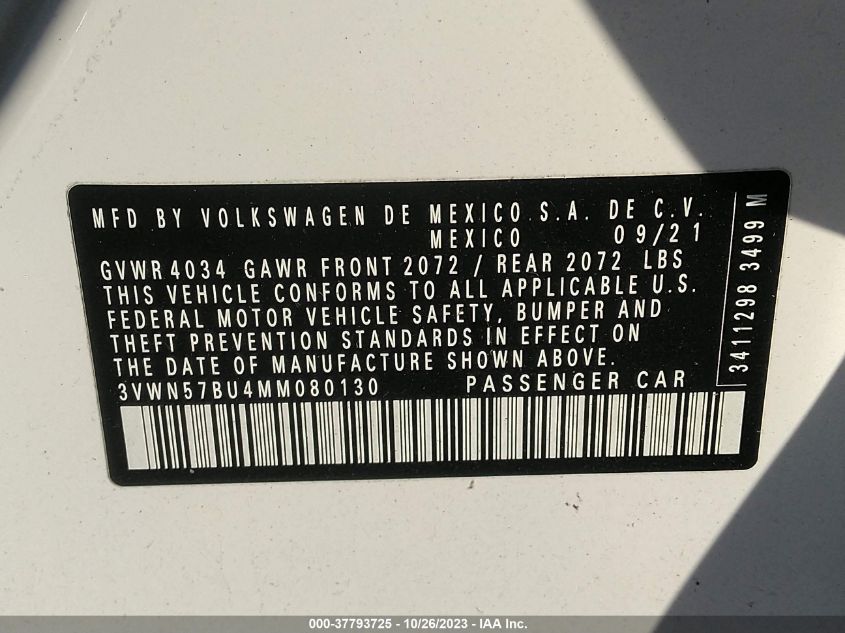 MFD BY VOLKSWAGEN DE MEXICO S.A. DE C.V.
MEXICO 09/21
GVWR 4034 GAWR FRONT 2072 / REAR 2072 LBS
THIS VEHICLE CONFORMS TO ALL APPLICABLE U.S.
FEDERAL MOTOR VEHICLE SAFETY, BUMPER AND
THEFT PREVENTION STANDARDS IN EFFECT ON
THE DATE OF MANUFACTURE SHOWN ABOVE.
3VWN57BU4MM080130 PASSENGER CAR
3411298 3499 M
000-37793725 - 10/26/2023 - IAA Inc.